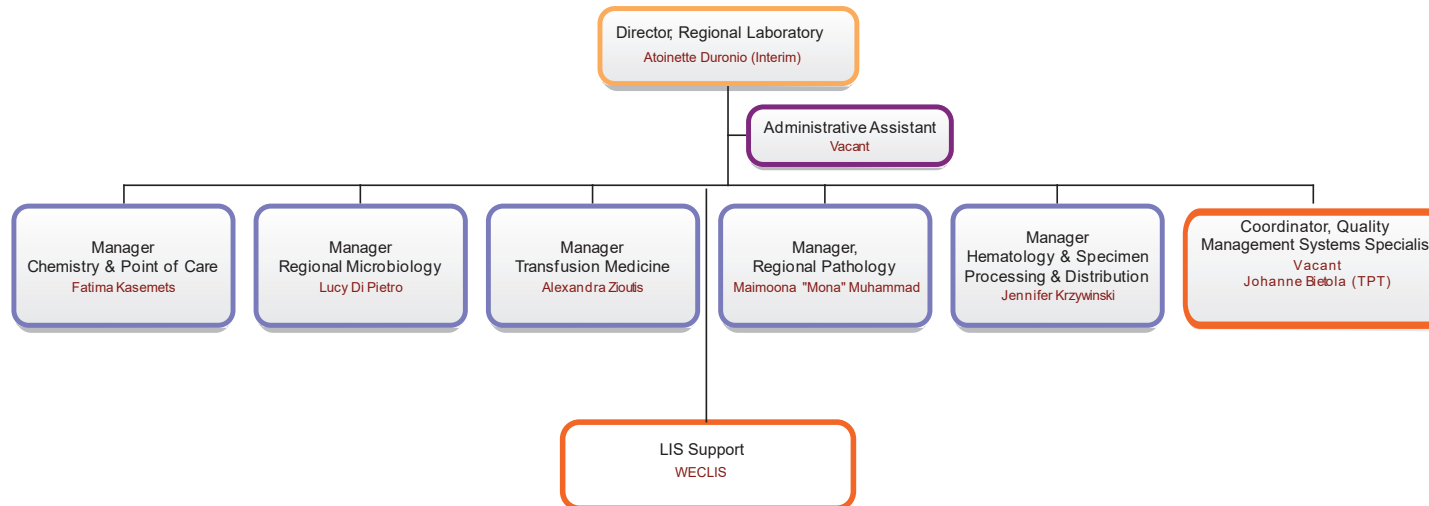 Director, Regional Laboratory
Atoinette Duronio (Interim)
Administrative Assistant
Vacant
Manager
Chemistry & Point of Care
Fatima Kasemets
Manager
Regional Microbiology
Lucy Di Pietro
Manager
Transfusion Medicine
Alexandra Zioutis
Manager,
Regional Pathology
Maimoona "Mona" Muhammad
Manager
Hematology & Specimen
Processing & Distribution
Jennifer Krzywinski
Coordinator, Quality
Management Systems Specialis
Vacant
Johanne Bietola (TPT)
LIS Support
WECLIS